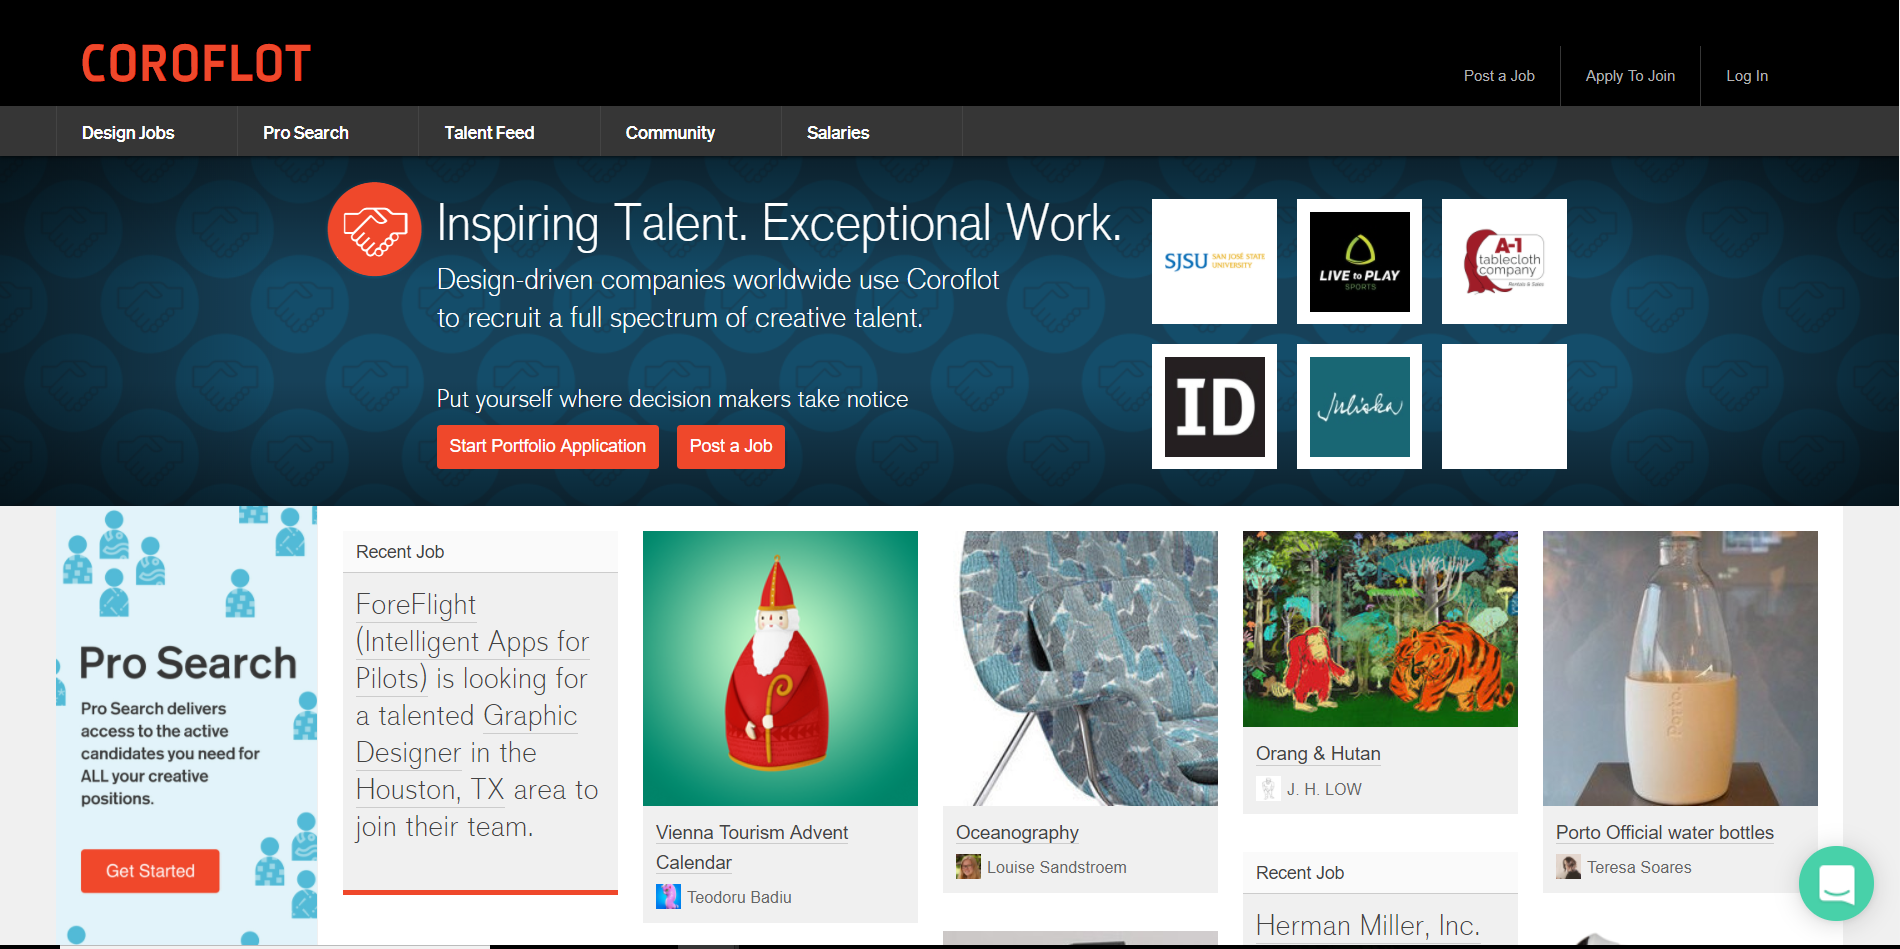 COROFLOT
Post a Job
Apply To Join
Log In
Design Jobs
Pro Search
Talent Feed
Community
Salaries
Inspiring Talent. Exceptional Work.
Design-driven companies worldwide use Coroflot
to recruit a full spectrum of creative talent.
Put yourself where decision makers take notice
Start Portfolio Application
Post a Job
SJSU
SAN JOSÉ STATE
UNIVERSITY
LIVE to PLAY
SPORTS
A-1
tablecloth
company
Rentals & Sales
ID
Juliska
Pro Search
Pro Search delivers
access to the active
candidates you need for
ALL your creative
positions.
Get Started
Recent Job
ForeFlight
(Intelligent Apps for
Pilots) is looking for
a talented Graphic
Designer in the
Houston, TX area to
join their team.
Vienna Tourism Advent
Calendar
Teodoru Badiu
Oceanography
Louise Sandstroem
Orang & Hutan
J. H. LOW
Recent Job
Herman Miller, Inc.
Porto.
Porto Official water bottles
Teresa Soares